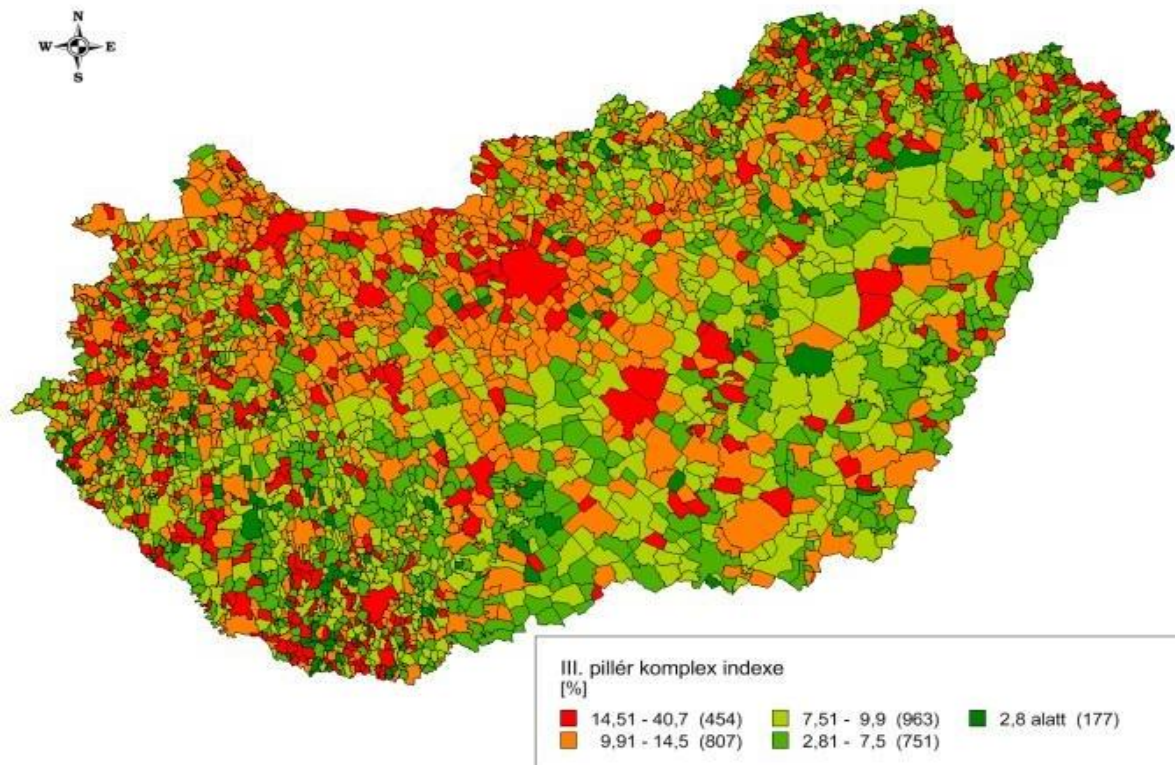 N
W E
S
III. pillér komplex indexe
[%]
14,51 - 40,7 (454) 7,51 - 9,9 (963) 2,8 alatt (177)
9,91 - 14,5 (807) 2,81 - 7,5 (751)